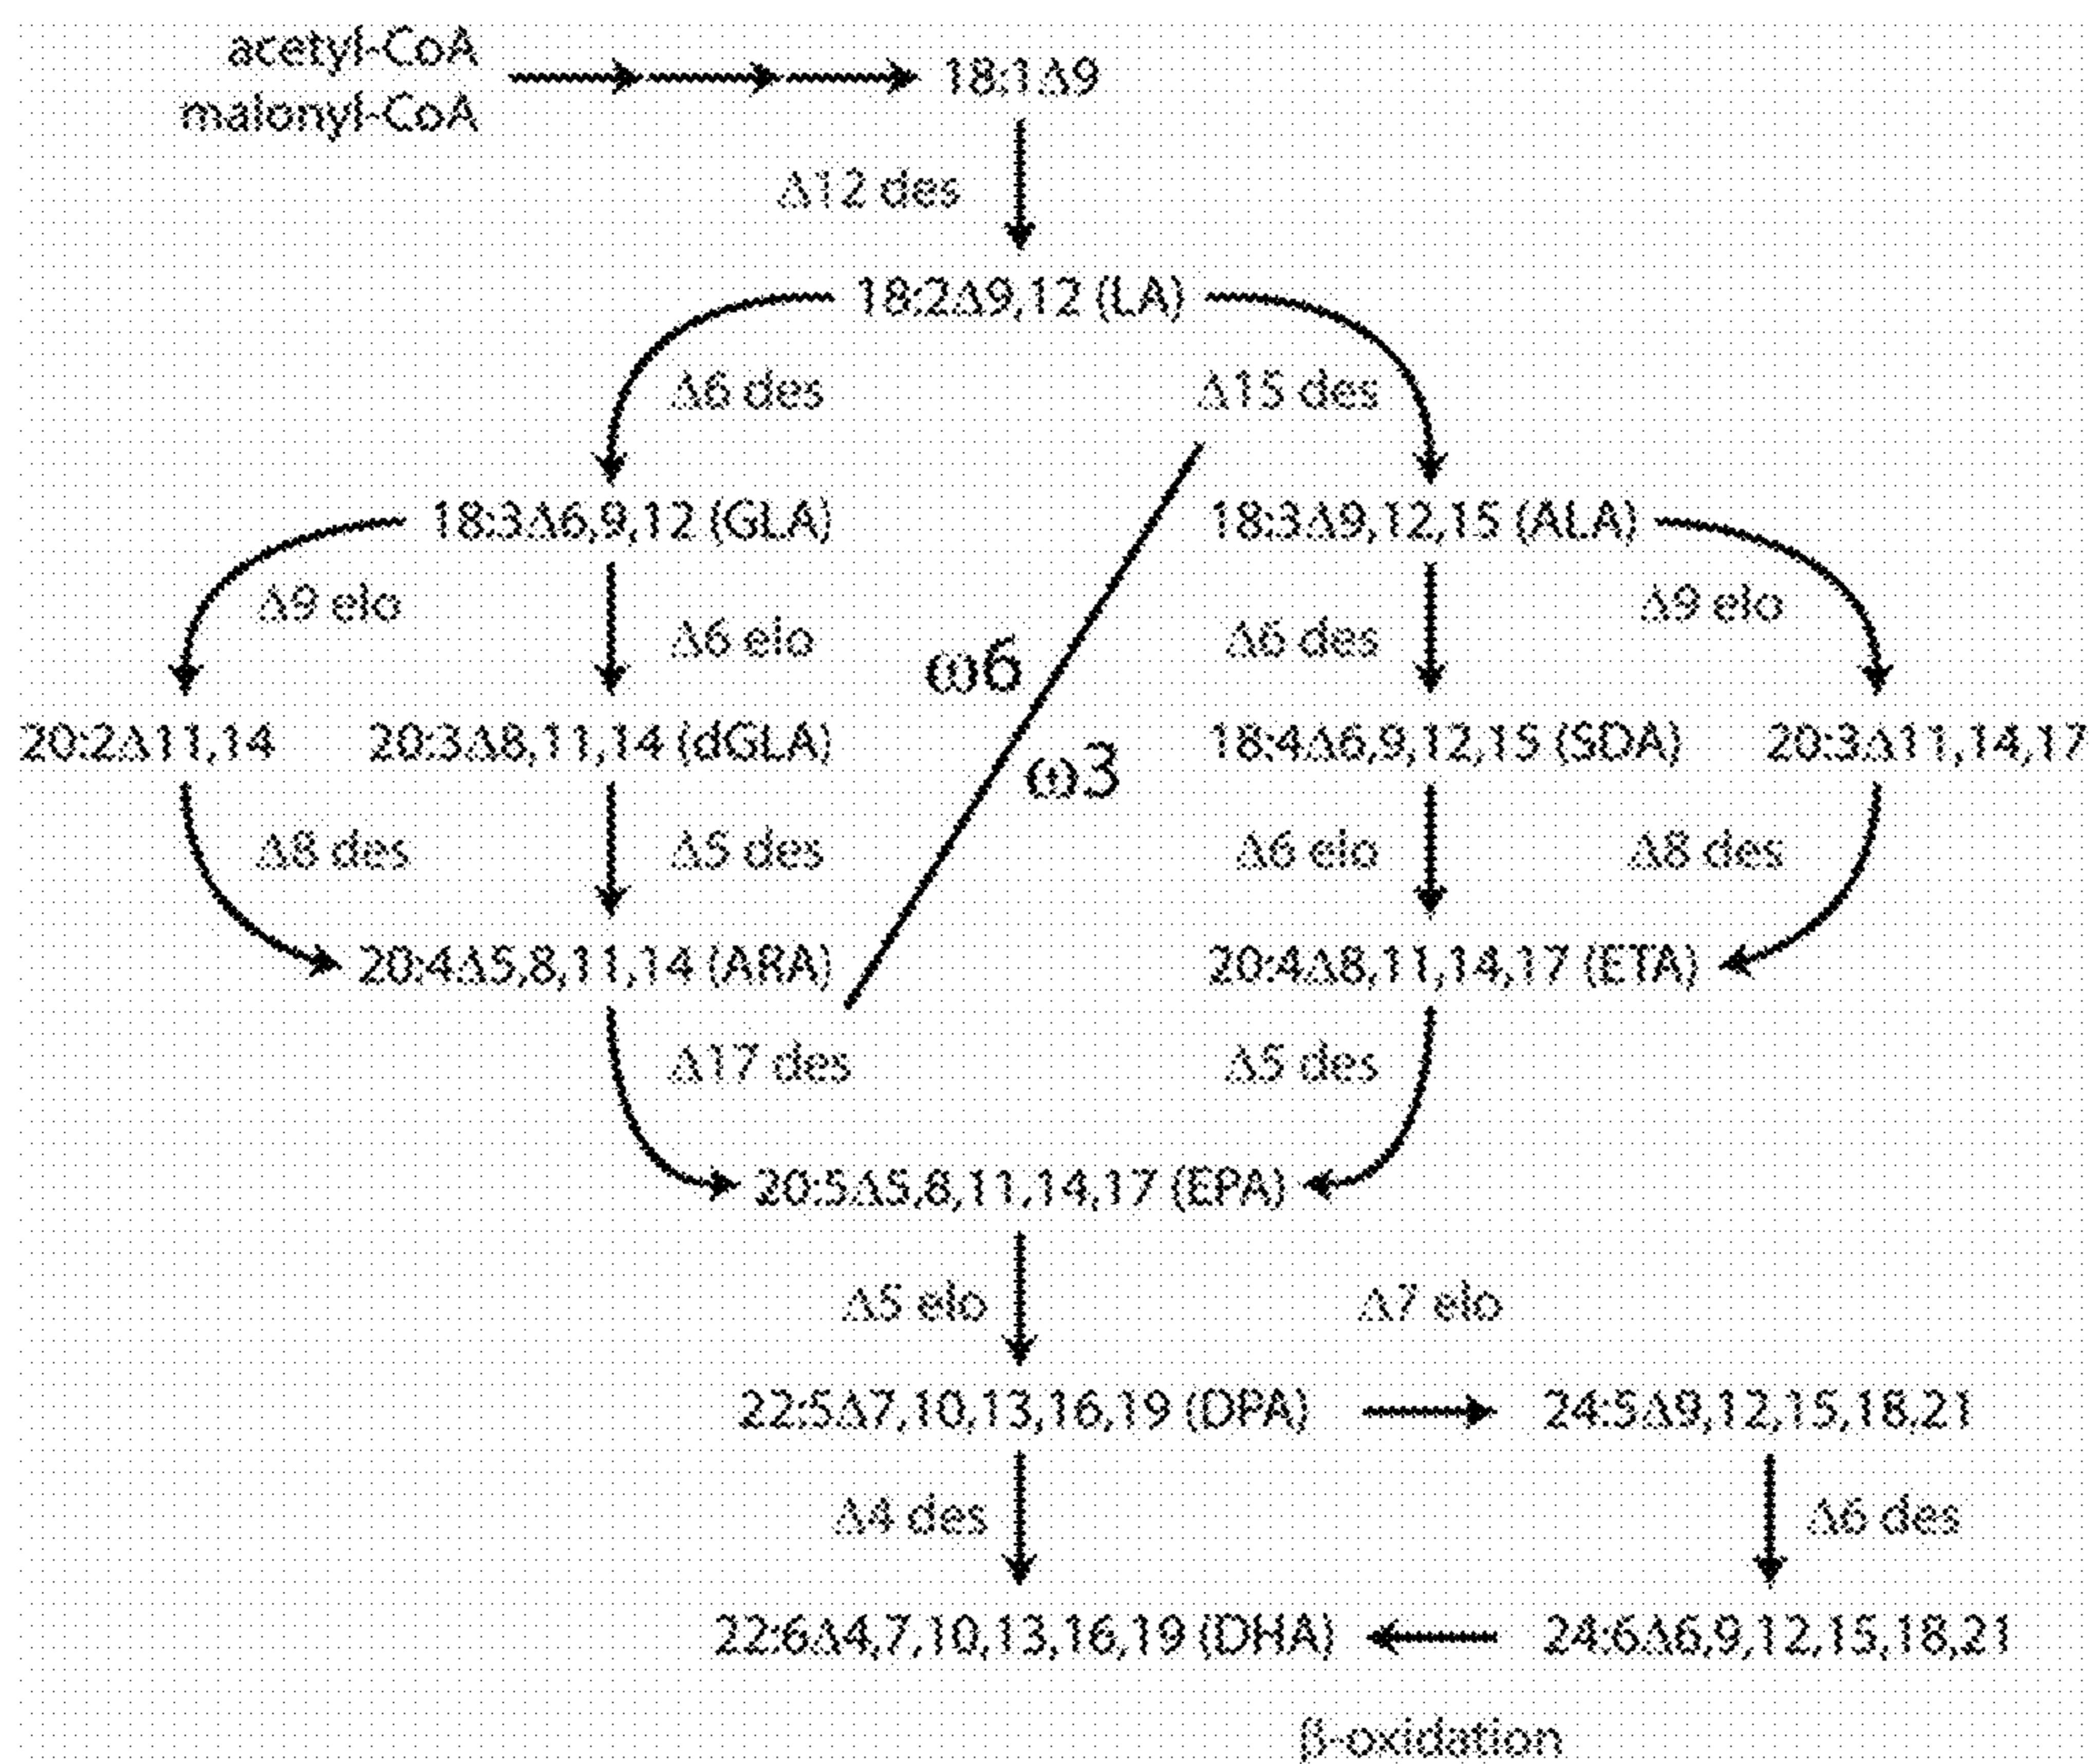 acetyl-CoA
malonyl-CoA
18:1Δ9
Δ12 des
18:2Δ9,12 (LA)
Δ6 des
Δ15 des
18:3Δ6,9,12 (GLA)
18:3Δ9,12,15 (ALA)
Δ9 elo
Δ6 elo
ω6
Δ6 des
Δ9 elo
20:2Δ11,14
20:3Δ8,11,14 (dGLA)
ω3
18:4Δ6,9,12,15 (SDA)
20:3Δ11,14,17
Δ8 des
Δ5 des
Δ6 elo
Δ8 des
20:4Δ5,8,11,14 (ARA)
20:4Δ8,11,14,17 (ETA)
Δ17 des
Δ5 des
20:5Δ5,8,11,14,17 (EPA)
Δ5 elo
Δ7 elo
22:5Δ7,10,13,16,19 (DPA)
24:5Δ9,12,15,18,21
Δ4 des
Δ6 des
22:6Δ4,7,10,13,16,19 (DHA)
24:6Δ6,9,12,15,18,21
β-oxidation